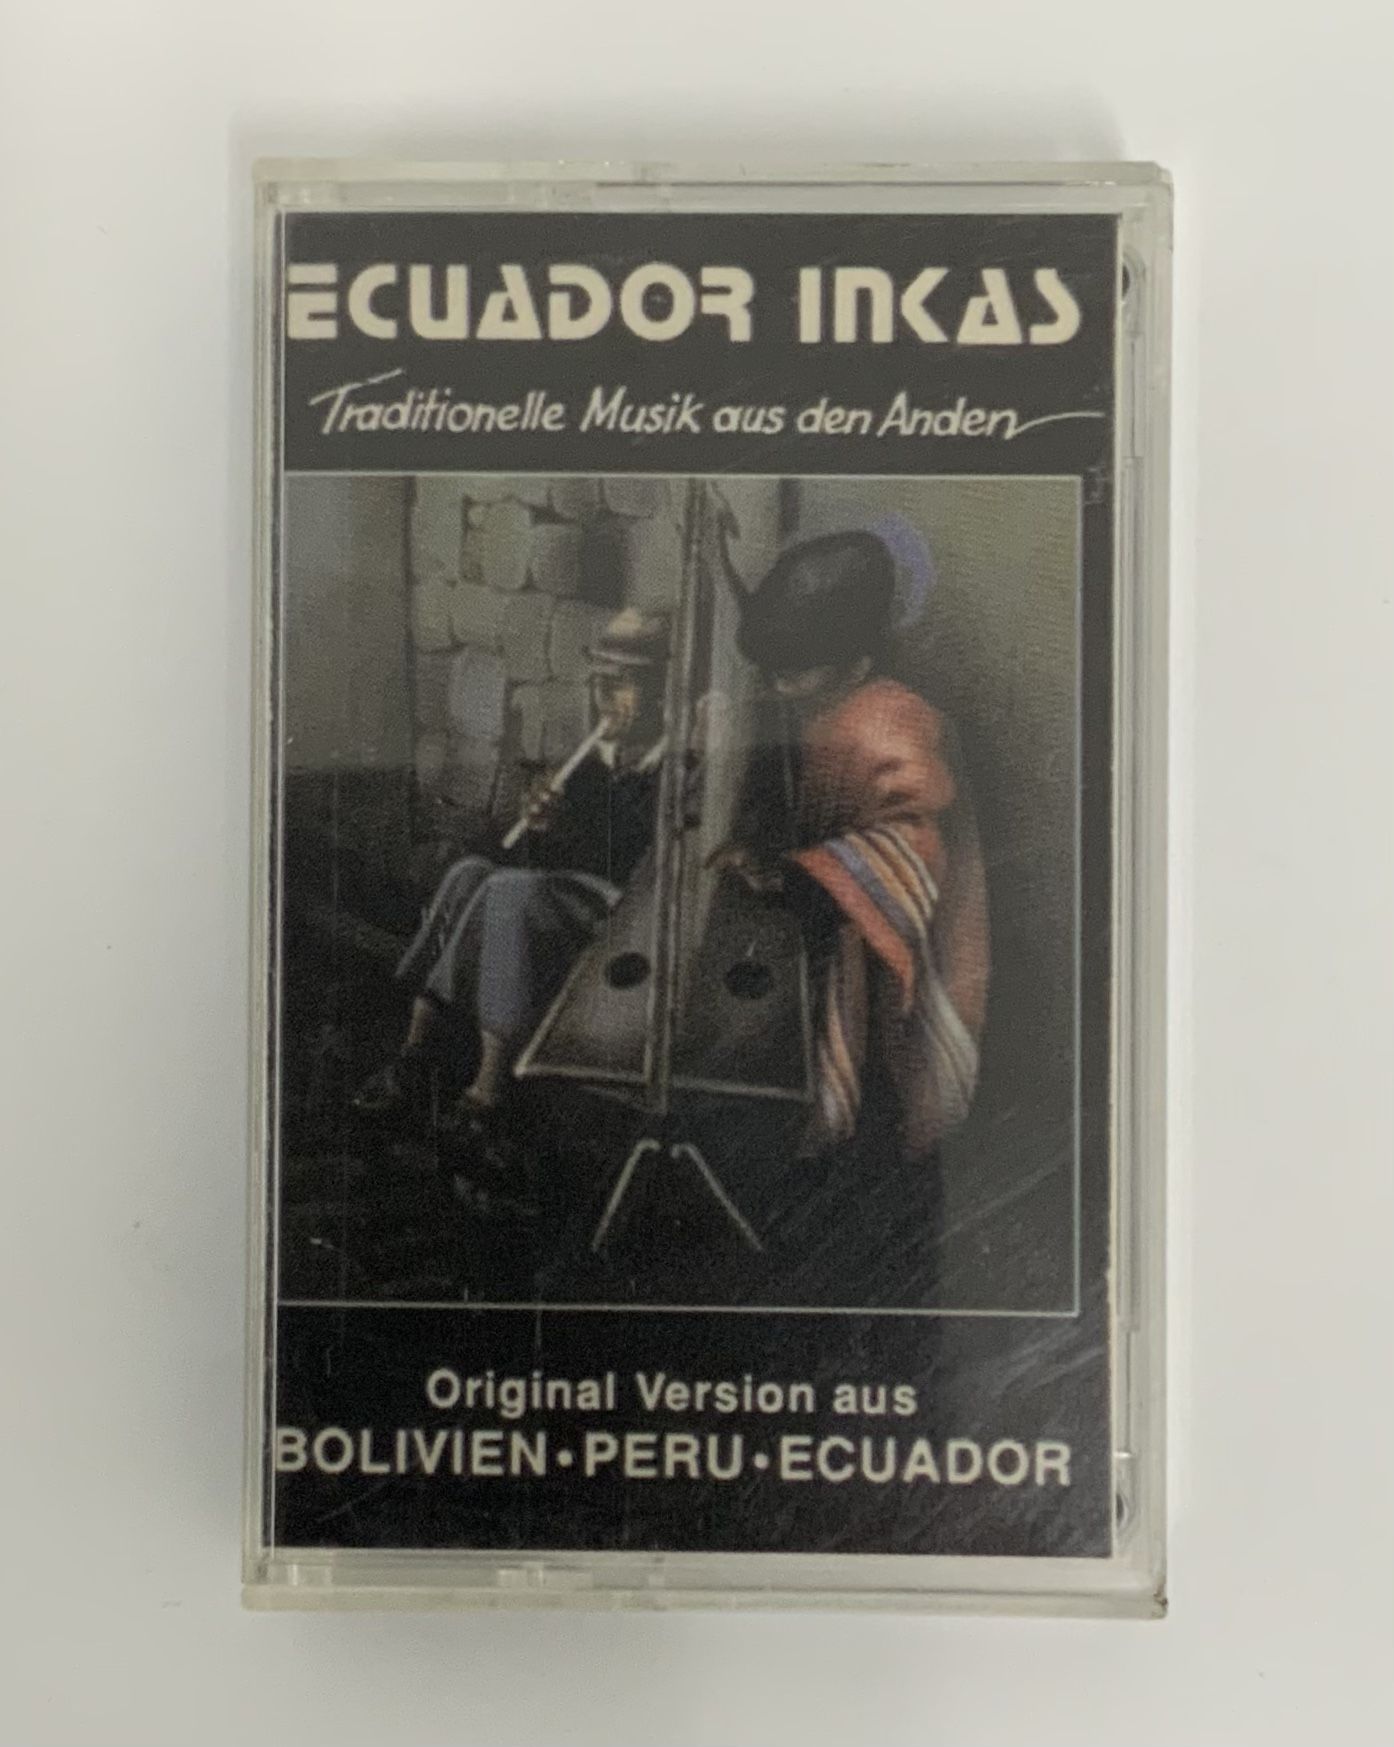 ECUADOR INKAS
Traditionelle Musik aus den Anden
Original Version aus
BOLIVIEN·PERU·ECUADOR